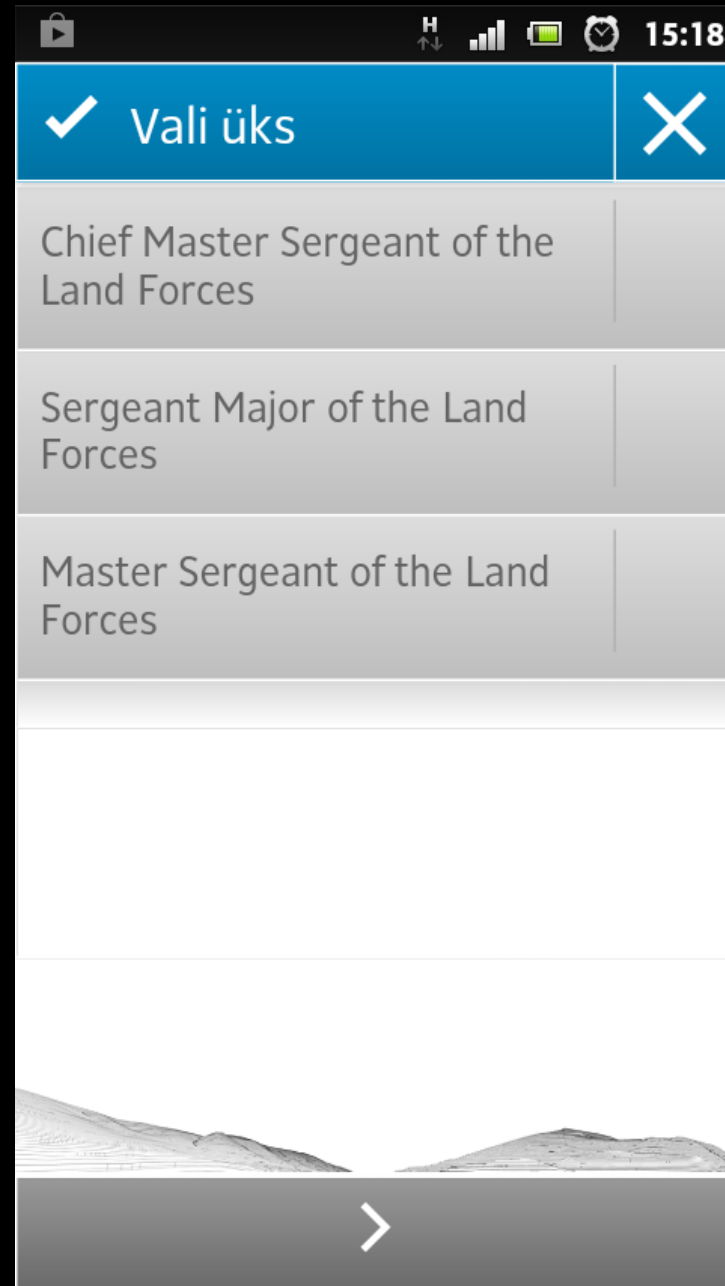 H
15:18
Vali üks
Chief Master Sergeant of the
Land Forces
Sergeant Major of the Land
Forces
Master Sergeant of the Land
Forces